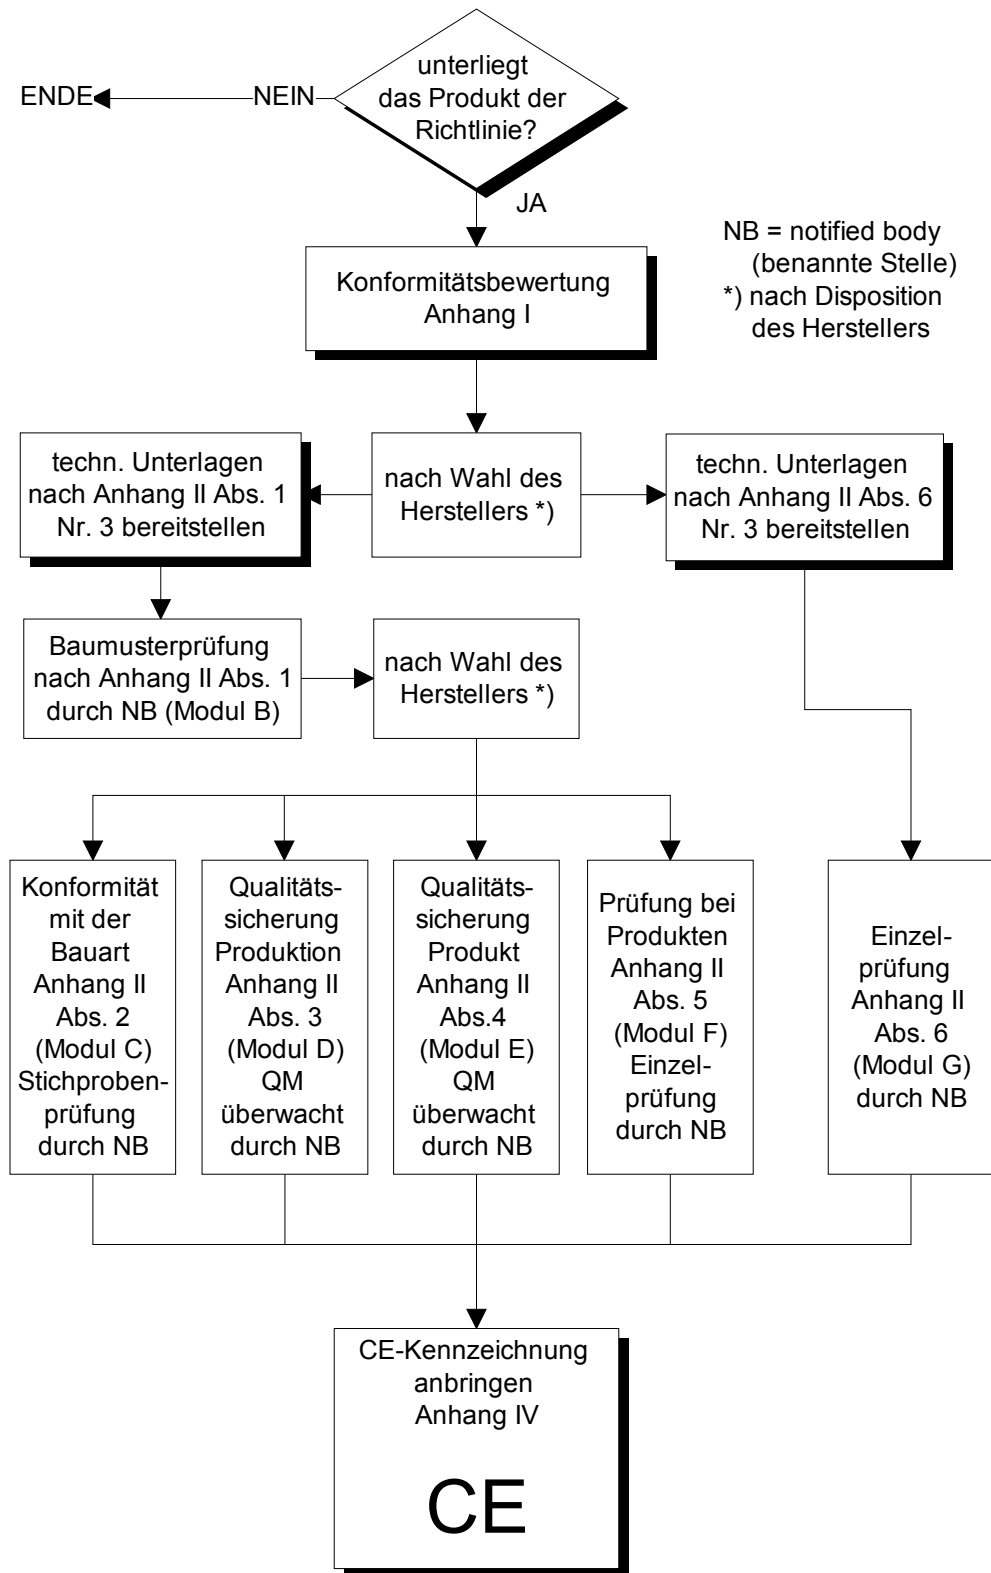 unterliegt
das Produkt der
Richtlinie?
ENDE
NEIN
JA
NB = notified body
(benannte Stelle)
*) nach Disposition
des Herstellers
Konformitätsbewertung
Anhang I
techn. Unterlagen
nach Anhang II Abs. 1
Nr. 3 bereitstellen
nach Wahl des
Herstellers *)
techn. Unterlagen
nach Anhang II Abs. 6
Nr. 3 bereitstellen
Baumusterprüfung
nach Anhang II Abs. 1
durch NB (Modul B)
nach Wahl des
Herstellers *)
Konformität
mit der
Bauart
Anhang II
Abs. 2
(Modul C)
Stichproben-
prüfung
durch NB
Qualitäts-
sicherung
Produktion
Anhang II
Abs. 3
(Modul D)
QM
überwacht
durch NB
Qualitäts-
sicherung
Produkt
Anhang II
Abs.4
(Modul E)
QM
überwacht
durch NB
Prüfung bei
Produkten
Anhang II
Abs. 5
(Modul F)
Einzel-
prüfung
durch NB
Einzel-
prüfung
Anhang II
Abs. 6
(Modul G)
durch NB
CE-Kennzeichnung
anbringen
Anhang IV
CE